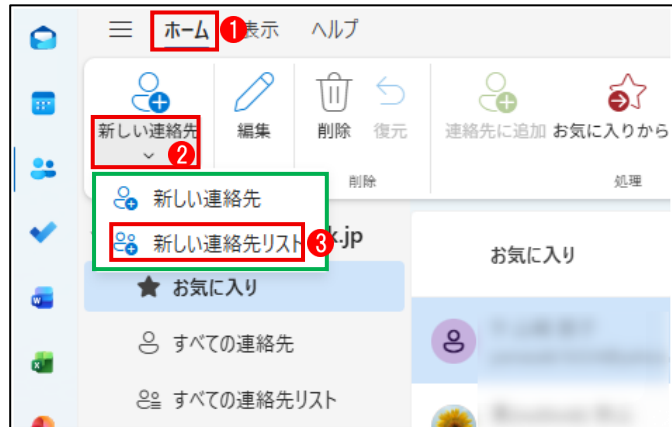 ホーム 1 表示 ヘルプ
新しい連絡先 編集 削除 復元 連絡先に追加 お気に入りから
2
削除 処理
新しい連絡先
新しい連絡先リスト 3 k.jp
お気に入り
お気に入り
すべての連絡先
すべての連絡先リスト